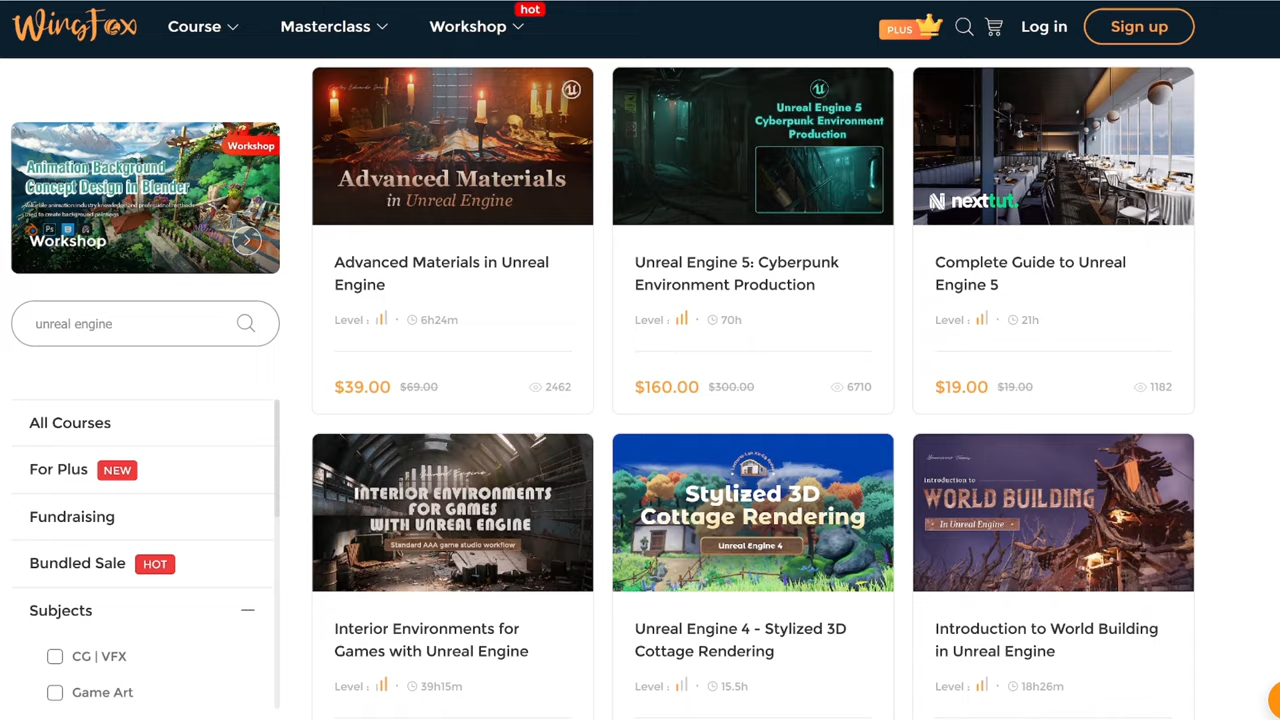 WingFox
Course
Masterclass
Workshop
hot
PLUS
Log in
Sign up
Workshop
Animation Background
Concept Design in Blender
Ps
Workshop
unreal engine
All Courses
For Plus NEW
Fundraising
Bundled Sale HOT
Subjects
CG | VFX
Game Art
Advanced Materials
in Unreal Engine
Advanced Materials in Unreal
Engine
Level : · 6h24m
$39.00 $69.00 2462
Unreal Engine 5
Cyberpunk Environment
Production
Unreal Engine 5: Cyberpunk
Environment Production
Level : · 70h
$160.00 $300.00 6710
N nexttut.
Complete Guide to Unreal
Engine 5
Level : · 21h
$19.00 $19.00 1182
INTERIOR ENVIRONMENTS
FOR GAMES
WITH UNREAL ENGINE
Standard AAA game studio workflow
Interior Environments for
Games with Unreal Engine
Level : · 39h15m
Stylized 3D
Cottage Rendering
Unreal Engine 4
Unreal Engine 4 - Stylized 3D
Cottage Rendering
Level : · 15.5h
Introduction to
WORLD BUILDING
In Unreal Engine
Introduction to World Building
in Unreal Engine
Level : · 18h26m